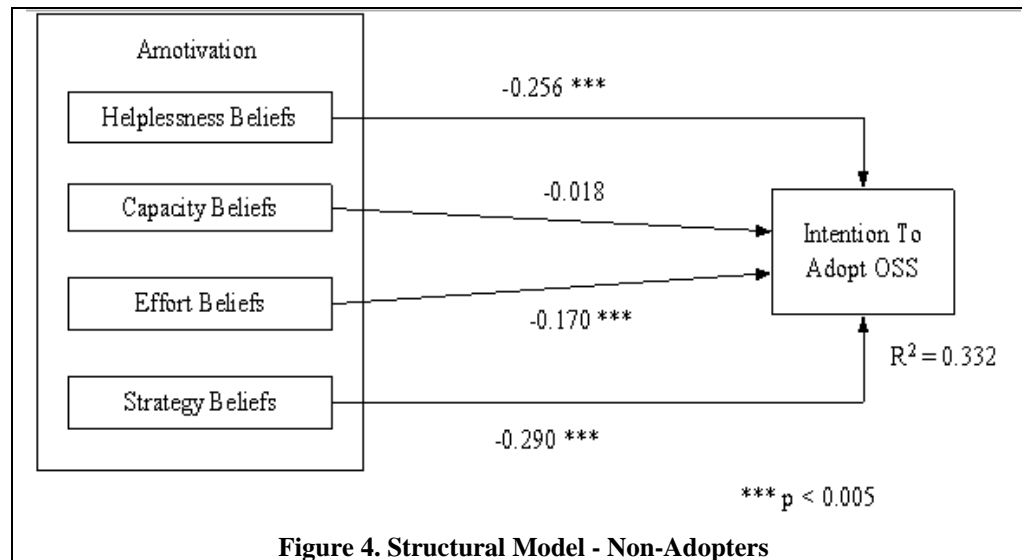 Amotivation
Helplessness Beliefs
-0.256 ***
Capacity Beliefs
-0.018
Intention To
Adopt OSS
Effort Beliefs
-0.170 ***
R² = 0.332
Strategy Beliefs
-0.290 ***
*** p < 0.005
Figure 4. Structural Model - Non-Adopters